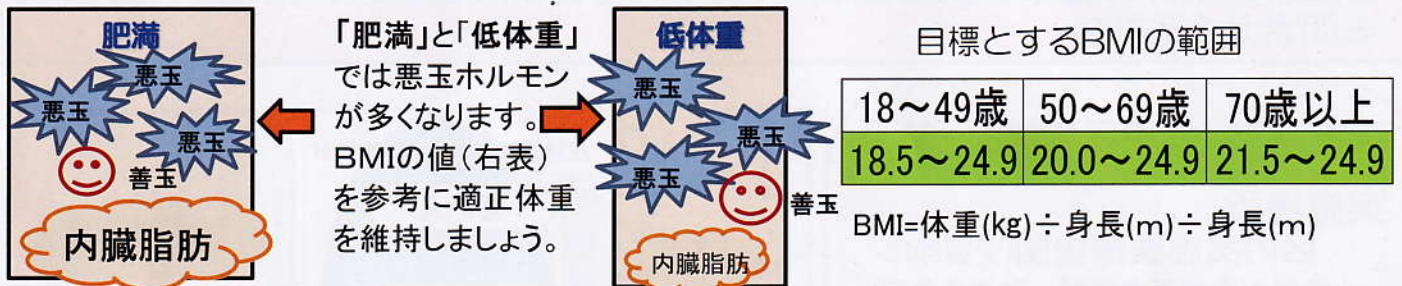 肥満
悪玉
悪玉
悪玉
善玉
内臓脂肪
「肥満」と「低体重」
では悪玉ホルモン
が多くなります。
BMIの値(右表)
を参考に適正体重
を維持しましょう。
低体重
悪玉
悪玉
悪玉
善玉
内臓脂肪
目標とするBMIの範囲
18～49歳 50～69歳 70歳以上
18.5～24.9 20.0～24.9 21.5～24.9
BMI=体重(kg)÷身長(m)÷身長(m)